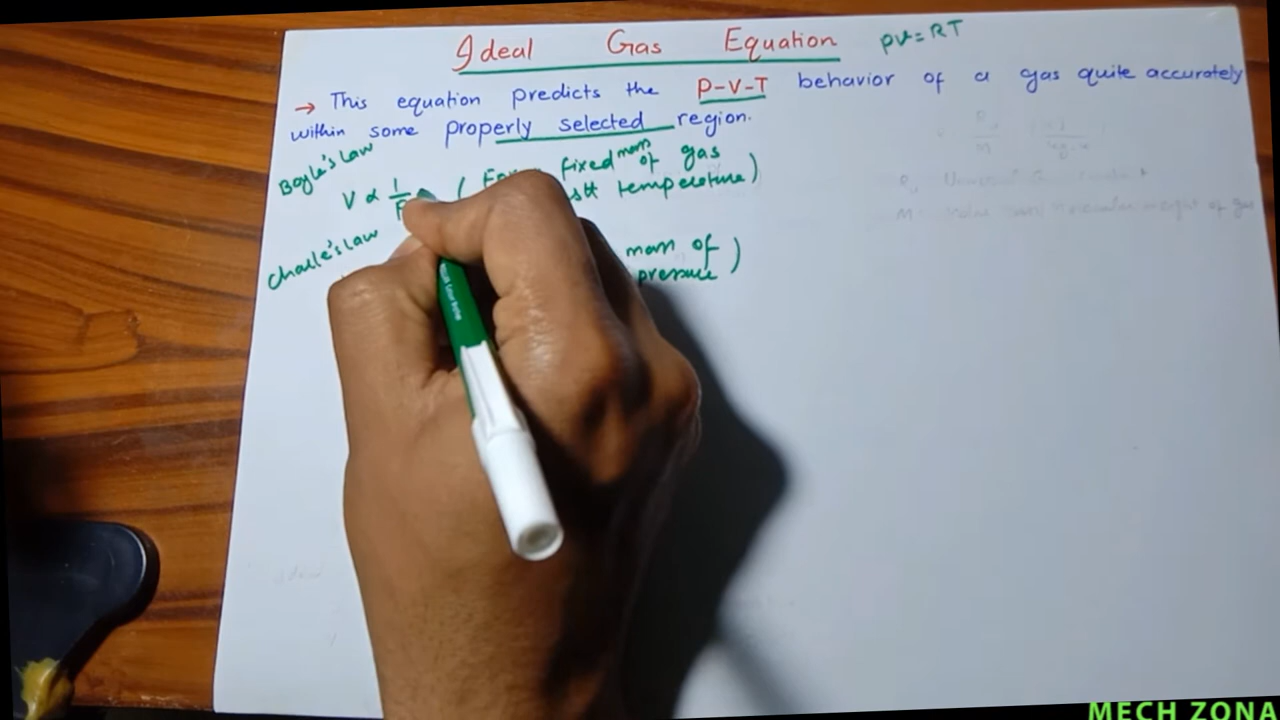 Ideal Gas Equation pv=RT
→ This equation predicts the P-V-T behavior of a gas quite accurately
within some properly selected region.
Boyle's Law
V ∝ 1/P ( For fixed mass of gas
temperature)
Charle's Law
mass of
pressure )
MECH ZONA